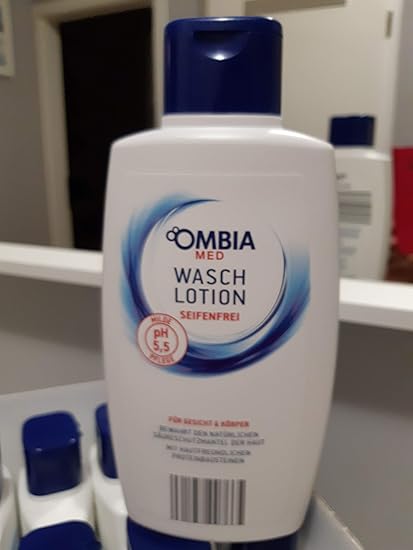 OMBIA
MED
WASCH
LOTION
SEIFENFREI
MILDE
pH
5,5
PFLEGE
FÜR GESICHT & KÖRPER
BEWAHRT DEN NATÜRLICHEN
SÄURESCHUTZMANTEL DER HAUT
MIT HAUTFREUNDLICHEN
PROTEINBAUSTEINEN